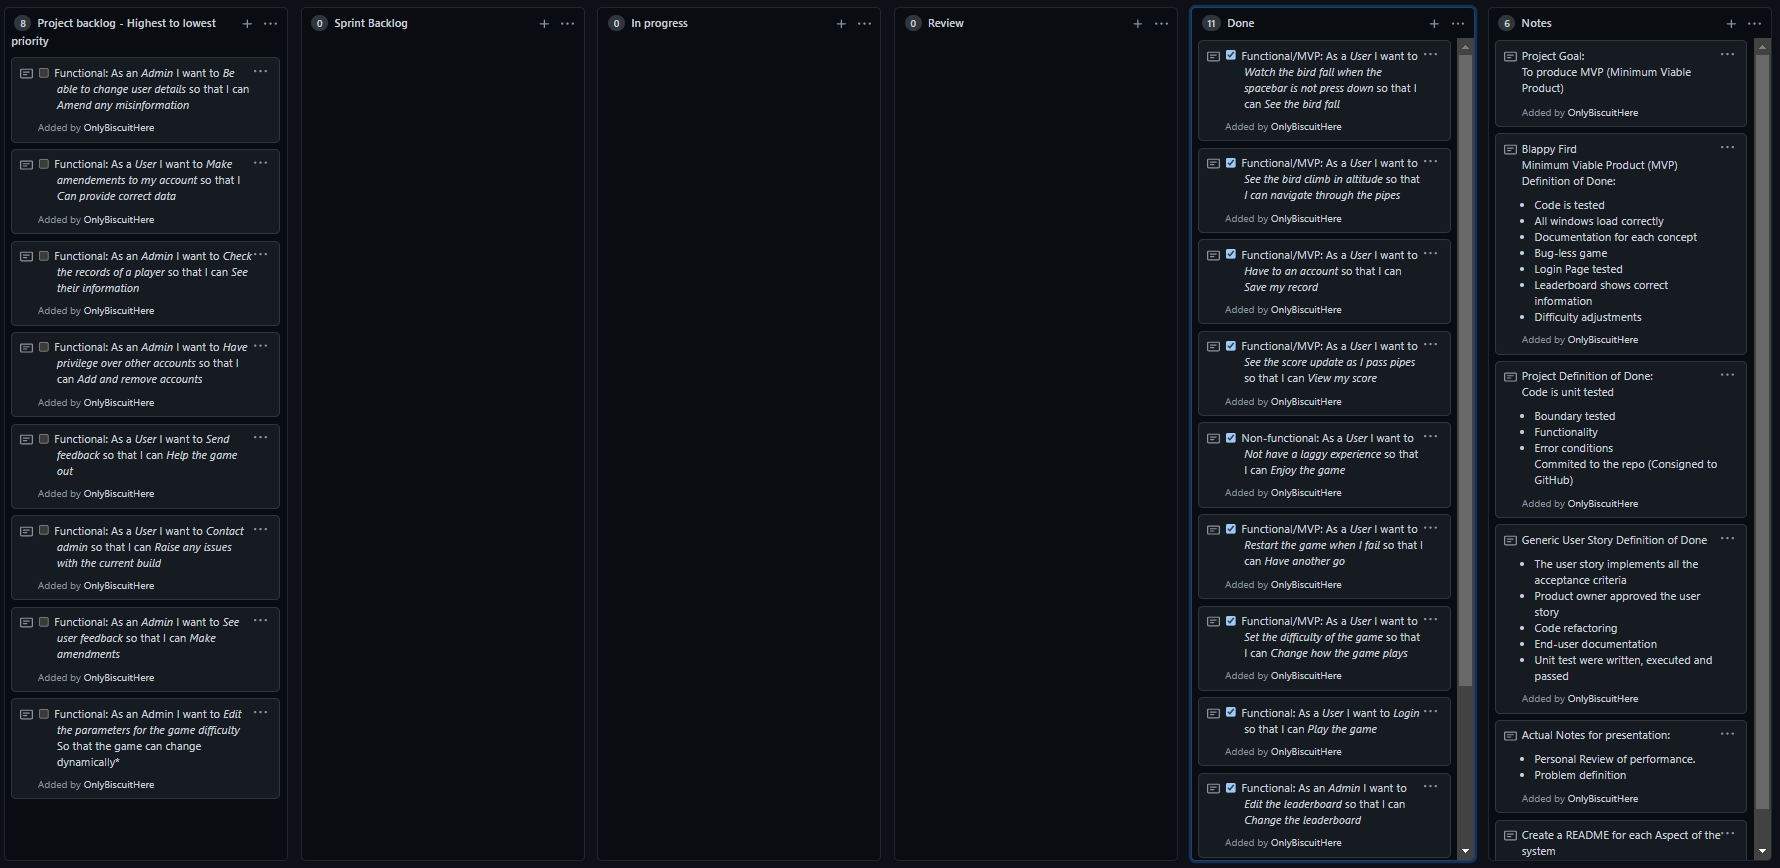 8 Project backlog - Highest to lowest
priority
Functional: As an Admin I want to Be
able to change user details so that I can
Amend any misinformation
Added by OnlyBiscuitHere
Functional: As a User I want to Make
amendements to my account so that I
Can provide correct data
Added by OnlyBiscuitHere
Functional: As an Admin I want to Check
the records of a player so that I can See
their information
Added by OnlyBiscuitHere
Functional: As an Admin I want to Have
privilege over other accounts so that I
can Add and remove accounts
Added by OnlyBiscuitHere
Functional: As a User I want to Send
feedback so that I can Help the game
out
Added by OnlyBiscuitHere
Functional: As a User I want to Contact
admin so that I can Raise any issues
with the current build
Added by OnlyBiscuitHere
Functional: As an Admin I want to See
user feedback so that I can Make
amendments
Added by OnlyBiscuitHere
Functional: As an Admin I want to Edit
the parameters for the game difficulty
So that the game can change
dynamically*
Added by OnlyBiscuitHere
0 Sprint Backlog
0 In progress
0 Review
11 Done
Functional/MVP: As a User I want to
Watch the bird fall when the
spacebar is not press down so that I
can See the bird fall
Added by OnlyBiscuitHere
Functional/MVP: As a User I want to
See the bird climb in altitude so that
I can navigate through the pipes
Added by OnlyBiscuitHere
Functional/MVP: As a User I want to
Have to an account so that I can
Save my record
Added by OnlyBiscuitHere
Functional/MVP: As a User I want to
See the score update as I pass pipes
so that I can View my score
Added by OnlyBiscuitHere
Non-functional: As a User I want to
Not have a laggy experience so that
I can Enjoy the game
Added by OnlyBiscuitHere
Functional/MVP: As a User I want to
Restart the game when I fail so that I
can Have another go
Added by OnlyBiscuitHere
Functional/MVP: As a User I want to
Set the difficulty of the game so that
I can Change how the game plays
Added by OnlyBiscuitHere
Functional: As a User I want to Login
so that I can Play the game
Added by OnlyBiscuitHere
Functional: As an Admin I want to
Edit the leaderboard so that I can
Change the leaderboard
Added by OnlyBiscuitHere
6 Notes
Project Goal:
To produce MVP (Minimum Viable
Product)
Added by OnlyBiscuitHere
Blappy Fird
Minimum Viable Product (MVP)
Definition of Done:
• Code is tested
• All windows load correctly
• Documentation for each concept
• Bug-less game
• Login Page tested
• Leaderboard shows correct
information
• Difficulty adjustments
Added by OnlyBiscuitHere
Project Definition of Done:
Code is unit tested
• Boundary tested
• Functionality
• Error conditions
Commited to the repo (Consigned to
GitHub)
Added by OnlyBiscuitHere
Generic User Story Definition of Done
• The user story implements all the
acceptance criteria
• Product owner approved the user
story
• Code refactoring
• End-user documentation
• Unit test were written, executed and
passed
Added by OnlyBiscuitHere
Actual Notes for presentation:
• Personal Review of performance.
• Problem definition
Added by OnlyBiscuitHere
Create a README for each Aspect of the
system